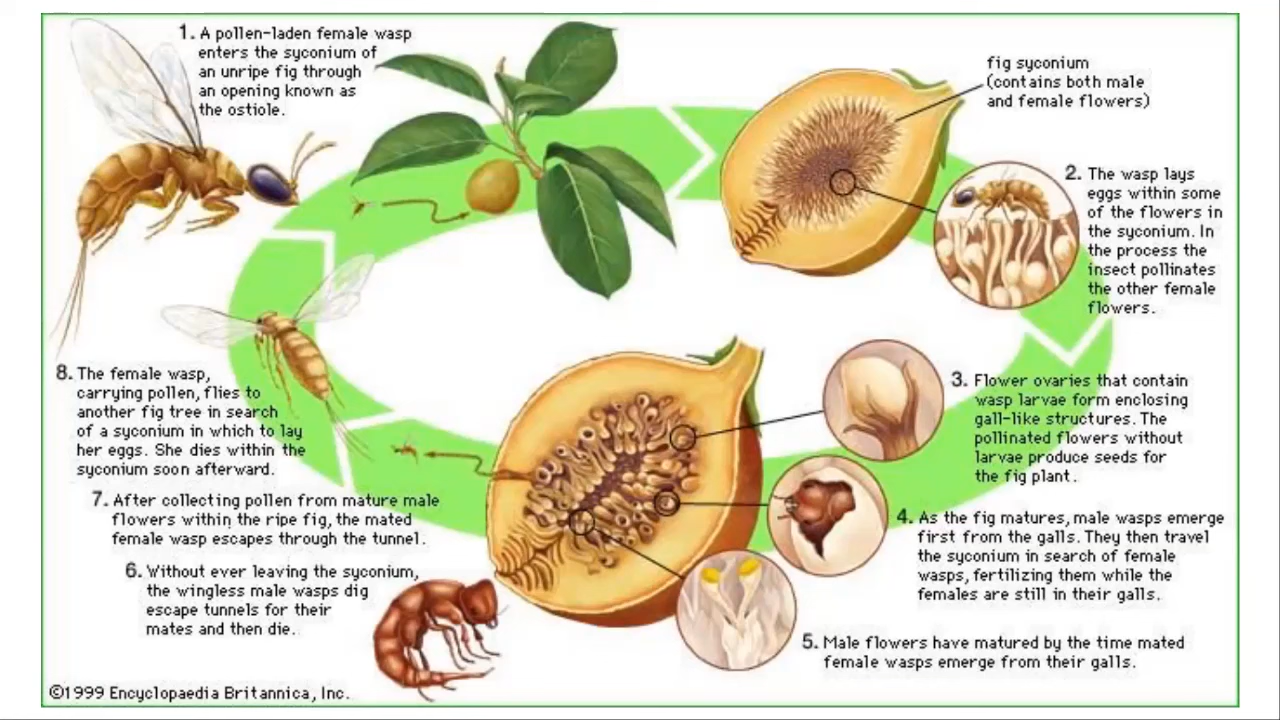 1. A pollen-laden female wasp
enters the syconium of
an unripe fig through
an opening known as
the ostiole.
fig syconium
(contains both male
and female flowers)
2. The wasp lays
eggs within some
of the flowers in
the syconium. In
the process the
insect pollinates
the other female
flowers.
3. Flower ovaries that contain
wasp larvae form enclosing
gall-like structures. The
pollinated flowers without
larvae produce seeds for
the fig plant.
4. As the fig matures, male wasps emerge
first from the galls. They then travel
the syconium in search of female
wasps, fertilizing them while the
females are still in their galls.
5. Male flowers have matured by the time mated
female wasps emerge from their galls.
6. Without ever leaving the syconium,
the wingless male wasps dig
escape tunnels for their
mates and then die.
7. After collecting pollen from mature male
flowers within the ripe fig, the mated
female wasp escapes through the tunnel.
8. The female wasp,
carrying pollen, flies to
another fig tree in search
of a syconium in which to lay
her eggs. She dies within the
syconium soon afterward.
©1999 Encyclopaedia Britannica, Inc.